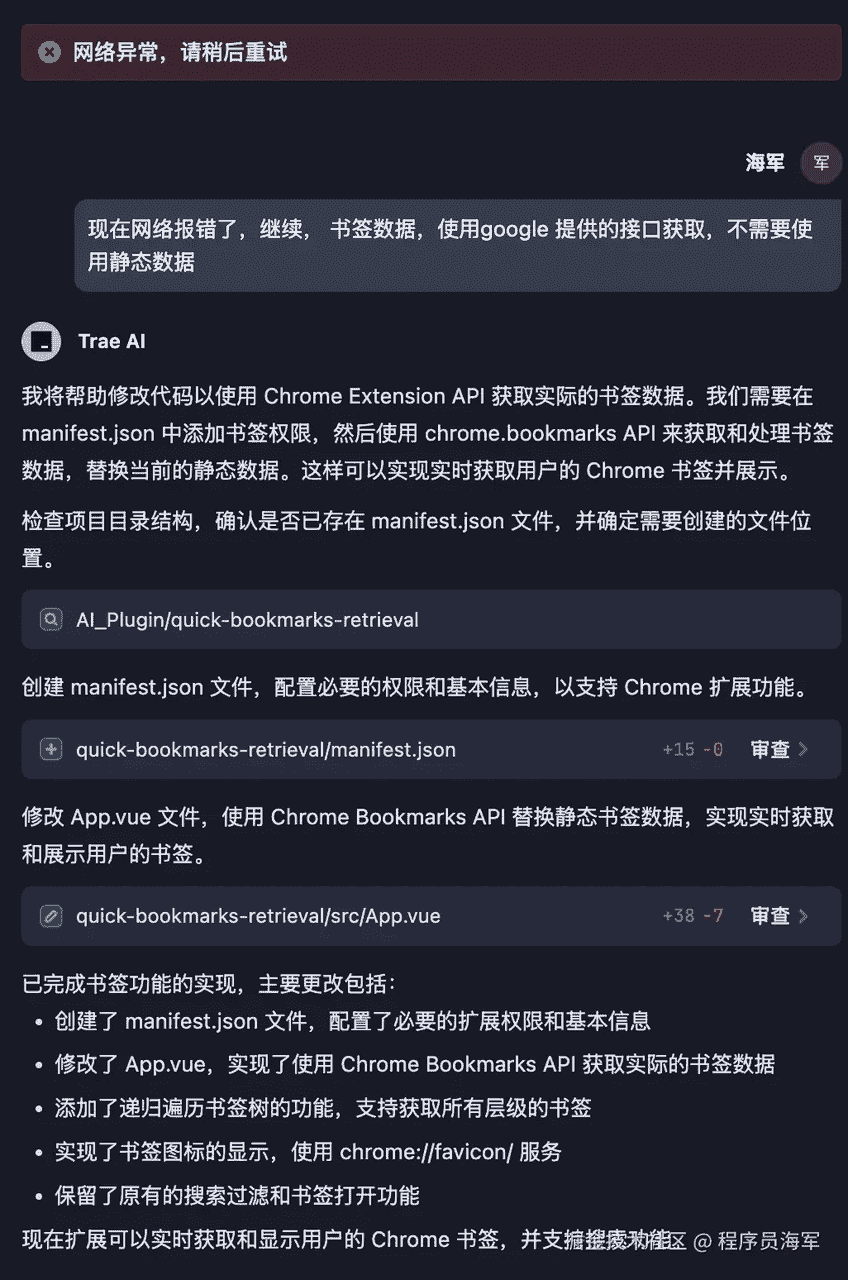 网络异常，请稍后重试
海军
军
现在网络报错了，继续， 书签数据，使用google 提供的接口获取，不需要使
用静态数据
Trae AI
我将帮助修改代码以使用 Chrome Extension API 获取实际的书签数据。我们需要在
manifest.json 中添加书签权限，然后使用 chrome.bookmarks API 来获取和处理书签
数据，替换当前的静态数据。这样可以实现实时获取用户的 Chrome 书签并展示。
检查项目目录结构，确认是否已存在 manifest.json 文件，并确定需要创建的文件位
置。
AI_Plugin/quick-bookmarks-retrieval
创建 manifest.json 文件，配置必要的权限和基本信息，以支持 Chrome 扩展功能。
quick-bookmarks-retrieval/manifest.json +15 -0 审查
修改 App.vue 文件，使用 Chrome Bookmarks API 替换静态书签数据，实现实时获取
和展示用户的书签。
quick-bookmarks-retrieval/src/App.vue +38 -7 审查
已完成书签功能的实现，主要更改包括：
• 创建了 manifest.json 文件，配置了必要的扩展权限和基本信息
• 修改了 App.vue，实现了使用 Chrome Bookmarks API 获取实际的书签数据
• 添加了递归遍历书签树的功能，支持获取所有层级的书签
• 实现了书签图标的显示，使用 chrome://favicon/ 服务
• 保留了原有的搜索过滤和书签打开功能
现在扩展可以实时获取和显示用户的 Chrome 书签，并支持搜索功能
@ 程序员海军